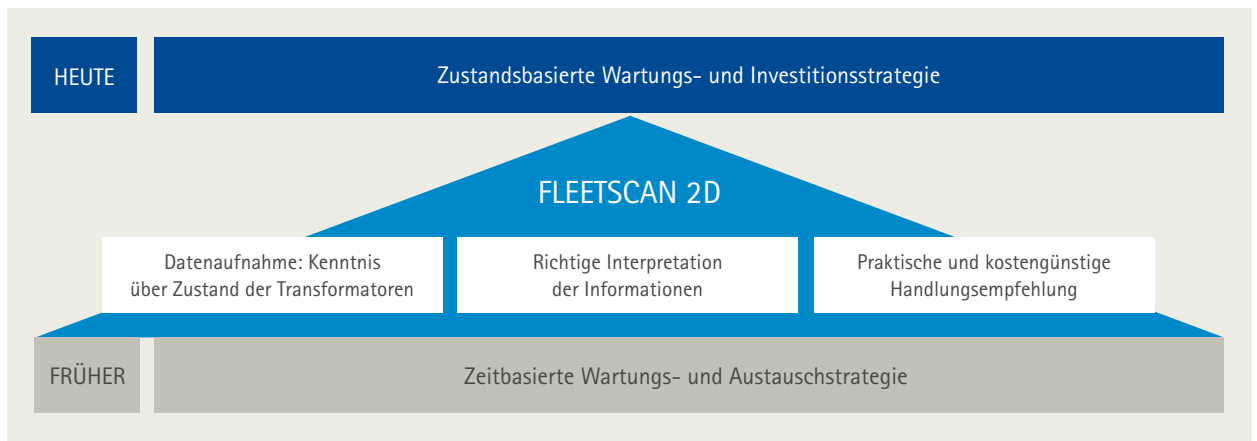 HEUTE
Zustandsbasierte Wartungs- und Investitionsstrategie
FLEETSCAN 2D
Datenaufnahme: Kenntnis
über Zustand der Transformatoren
Richtige Interpretation
der Informationen
Praktische und kostengünstige
Handlungsempfehlung
FRÜHER
Zeitbasierte Wartungs- und Austauschstrategie